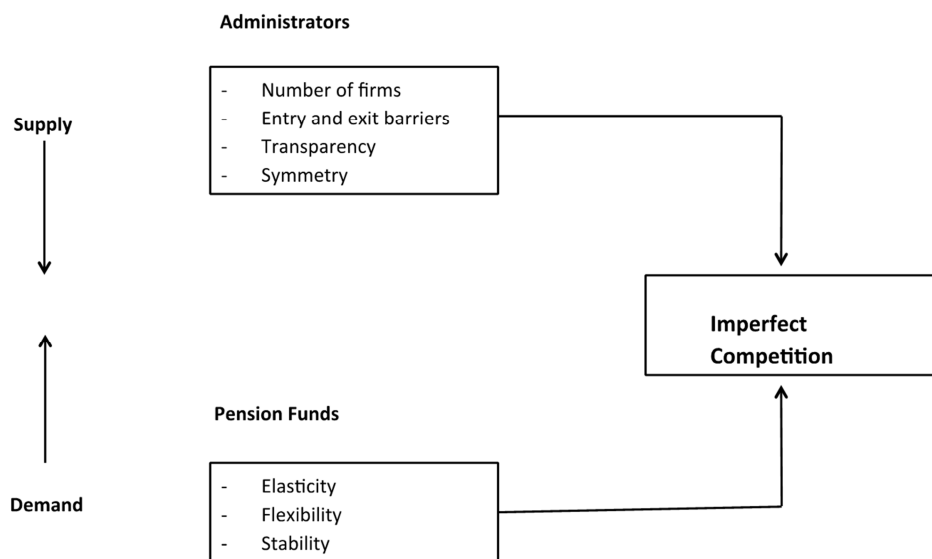 Administrators
- Number of firms
- Entry and exit barriers
- Transparency
- Symmetry
Supply
Imperfect
Competition
Pension Funds
- Elasticity
- Flexibility
- Stability
Demand